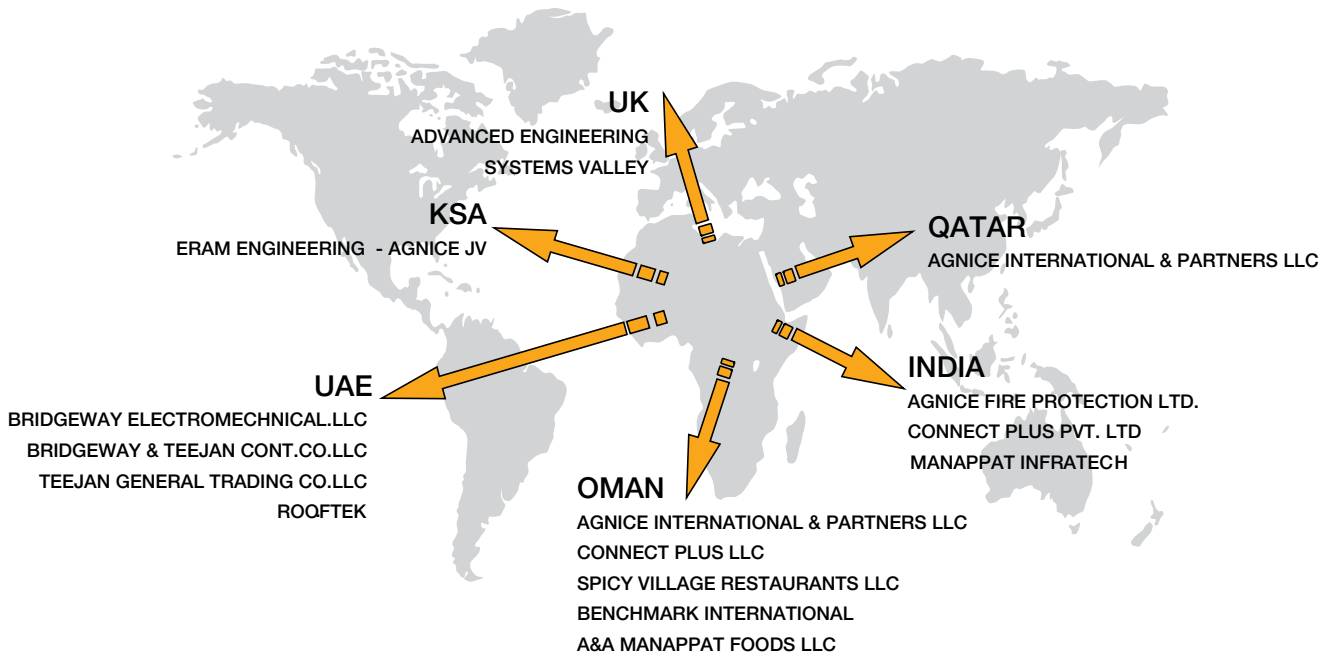 UK
ADVANCED ENGINEERING
SYSTEMS VALLEY
KSA
ERAM ENGINEERING - AGNICE JV
QATAR
AGNICE INTERNATIONAL & PARTNERS LLC
UAE
BRIDGEWAY ELECTROMECHNICAL.LLC
BRIDGEWAY & TEEJAN CONT.CO.LLC
TEEJAN GENERAL TRADING CO.LLC
ROOFTEK
INDIA
AGNICE FIRE PROTECTION LTD.
CONNECT PLUS PVT. LTD
MANAPPAT INFRATECH
OMAN
AGNICE INTERNATIONAL & PARTNERS LLC
CONNECT PLUS LLC
SPICY VILLAGE RESTAURANTS LLC
BENCHMARK INTERNATIONAL
A&A MANAPPAT FOODS LLC